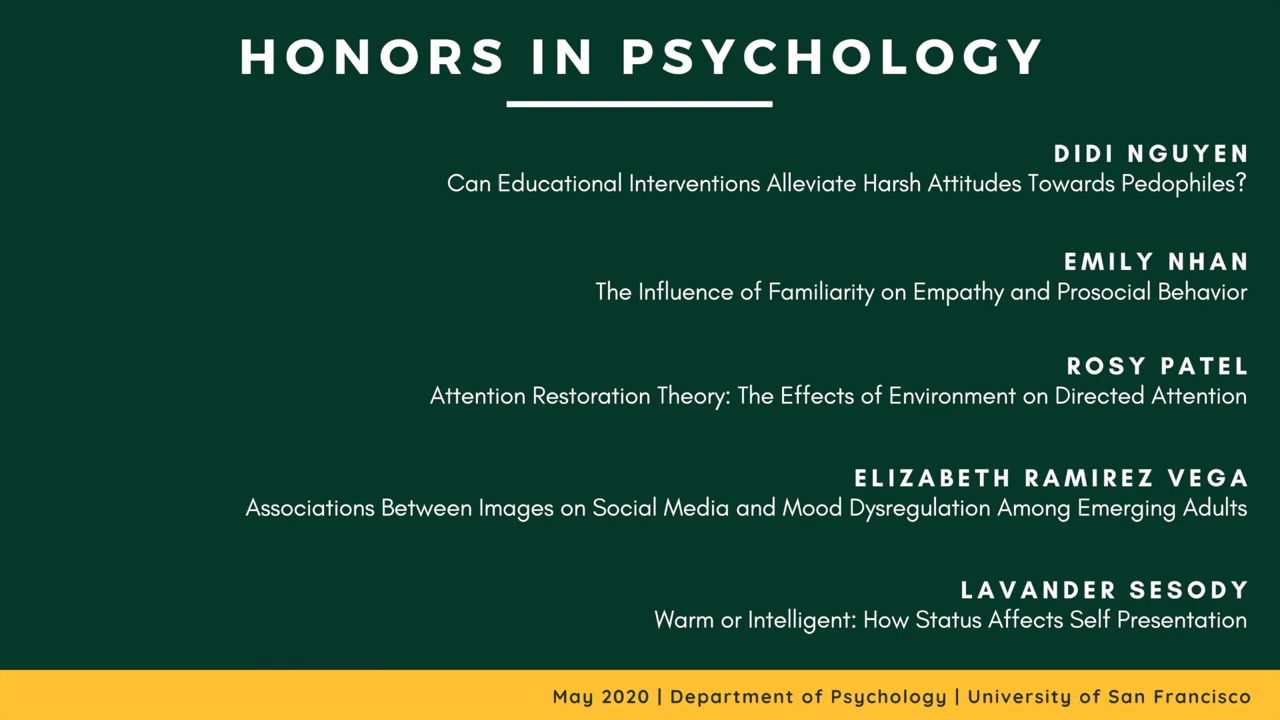 HONORS IN PSYCHOLOGY
DIDI NGUYEN
Can Educational Interventions Alleviate Harsh Attitudes Towards Pedophiles?
EMILY NHAN
The Influence of Familiarity on Empathy and Prosocial Behavior
ROSY PATEL
Attention Restoration Theory: The Effects of Environment on Directed Attention
ELIZABETH RAMIREZ VEGA
Associations Between Images on Social Media and Mood Dysregulation Among Emerging Adults
LAVANDER SESODY
Warm or Intelligent: How Status Affects Self Presentation
May 2020 | Department of Psychology | University of San Francisco